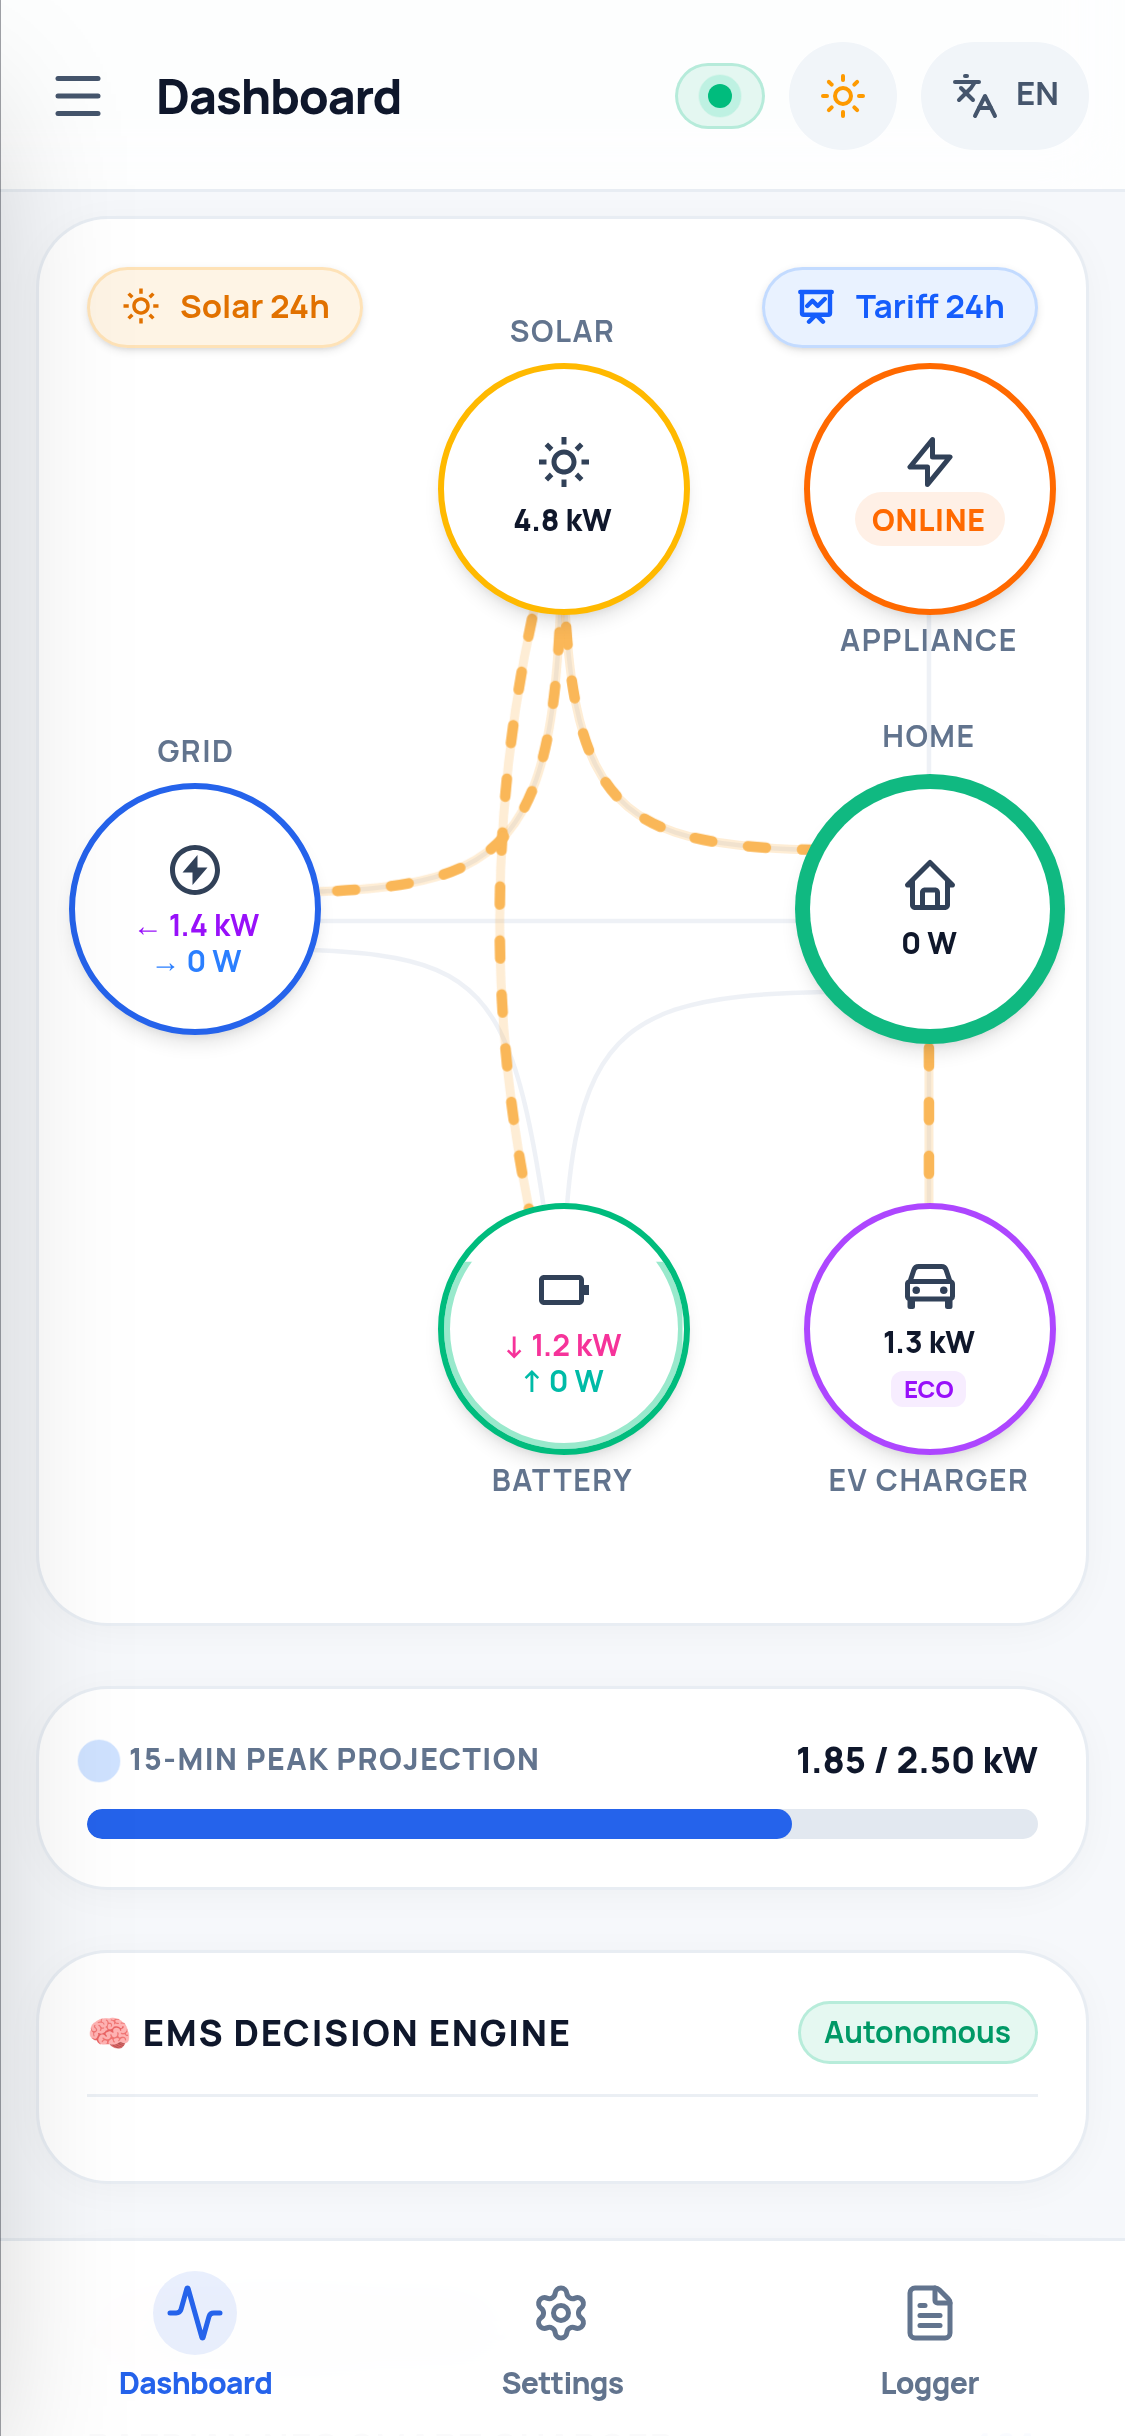 Dashboard
EN
Solar 24h
Tariff 24h
SOLAR
4.8 kW
ONLINE
APPLIANCE
GRID
← 1.4 kW
→ 0 W
HOME
0 W
↓ 1.2 kW
↑ 0 W
BATTERY
1.3 kW
ECO
EV CHARGER
15-MIN PEAK PROJECTION
1.85 / 2.50 kW
EMS DECISION ENGINE
Autonomous
Dashboard
Settings
Logger